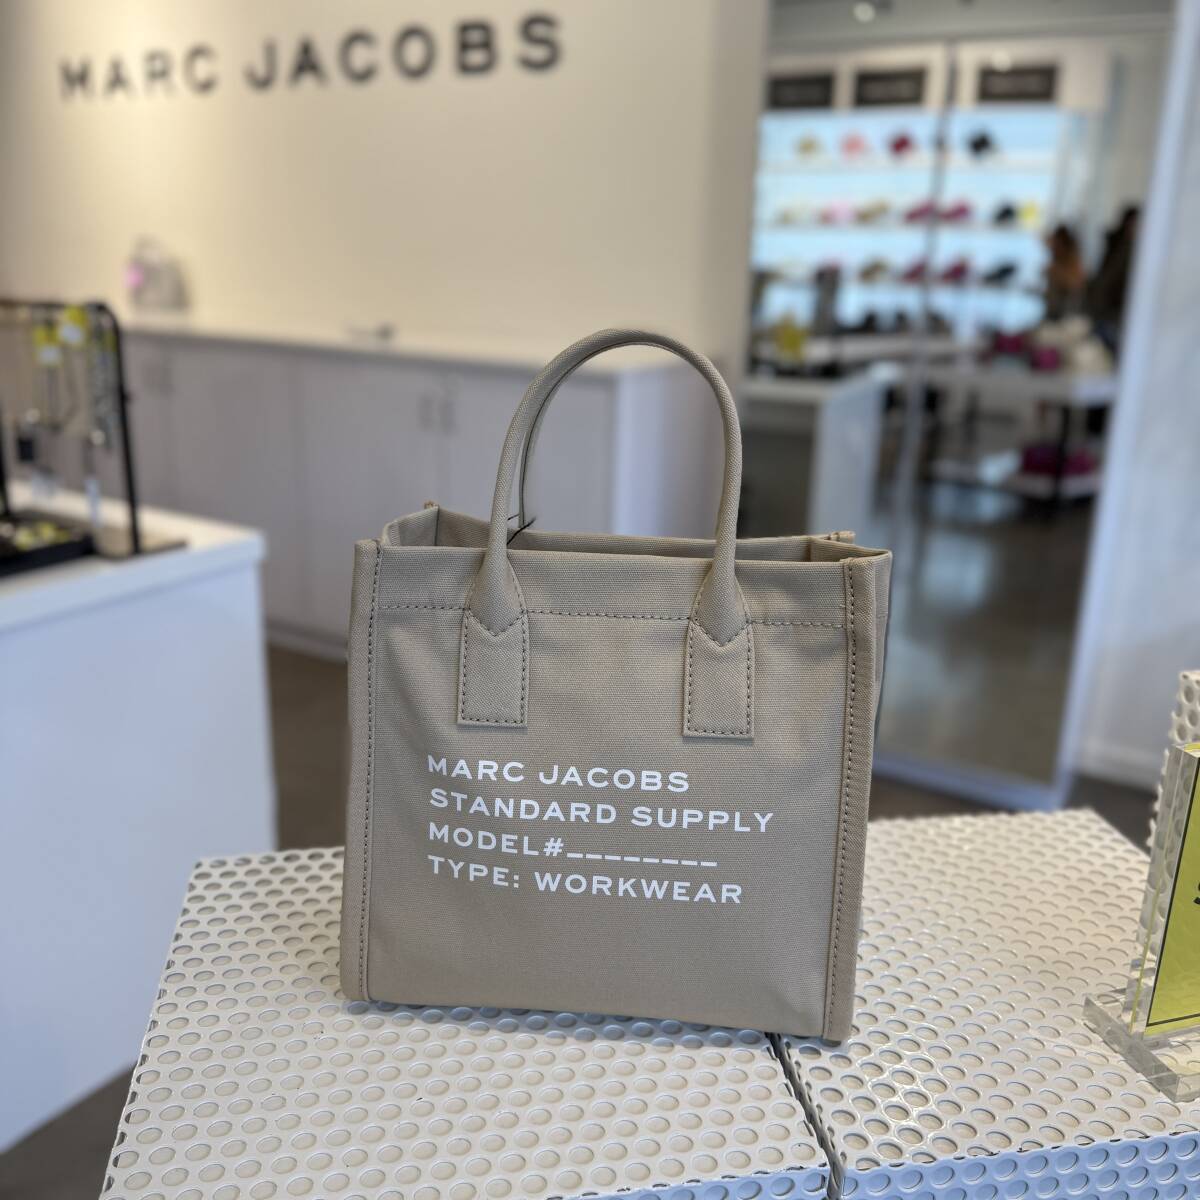 MARC JACOBS
MARC JACOBS
STANDARD SUPPLY
MODEL#________
TYPE: WORKWEAR